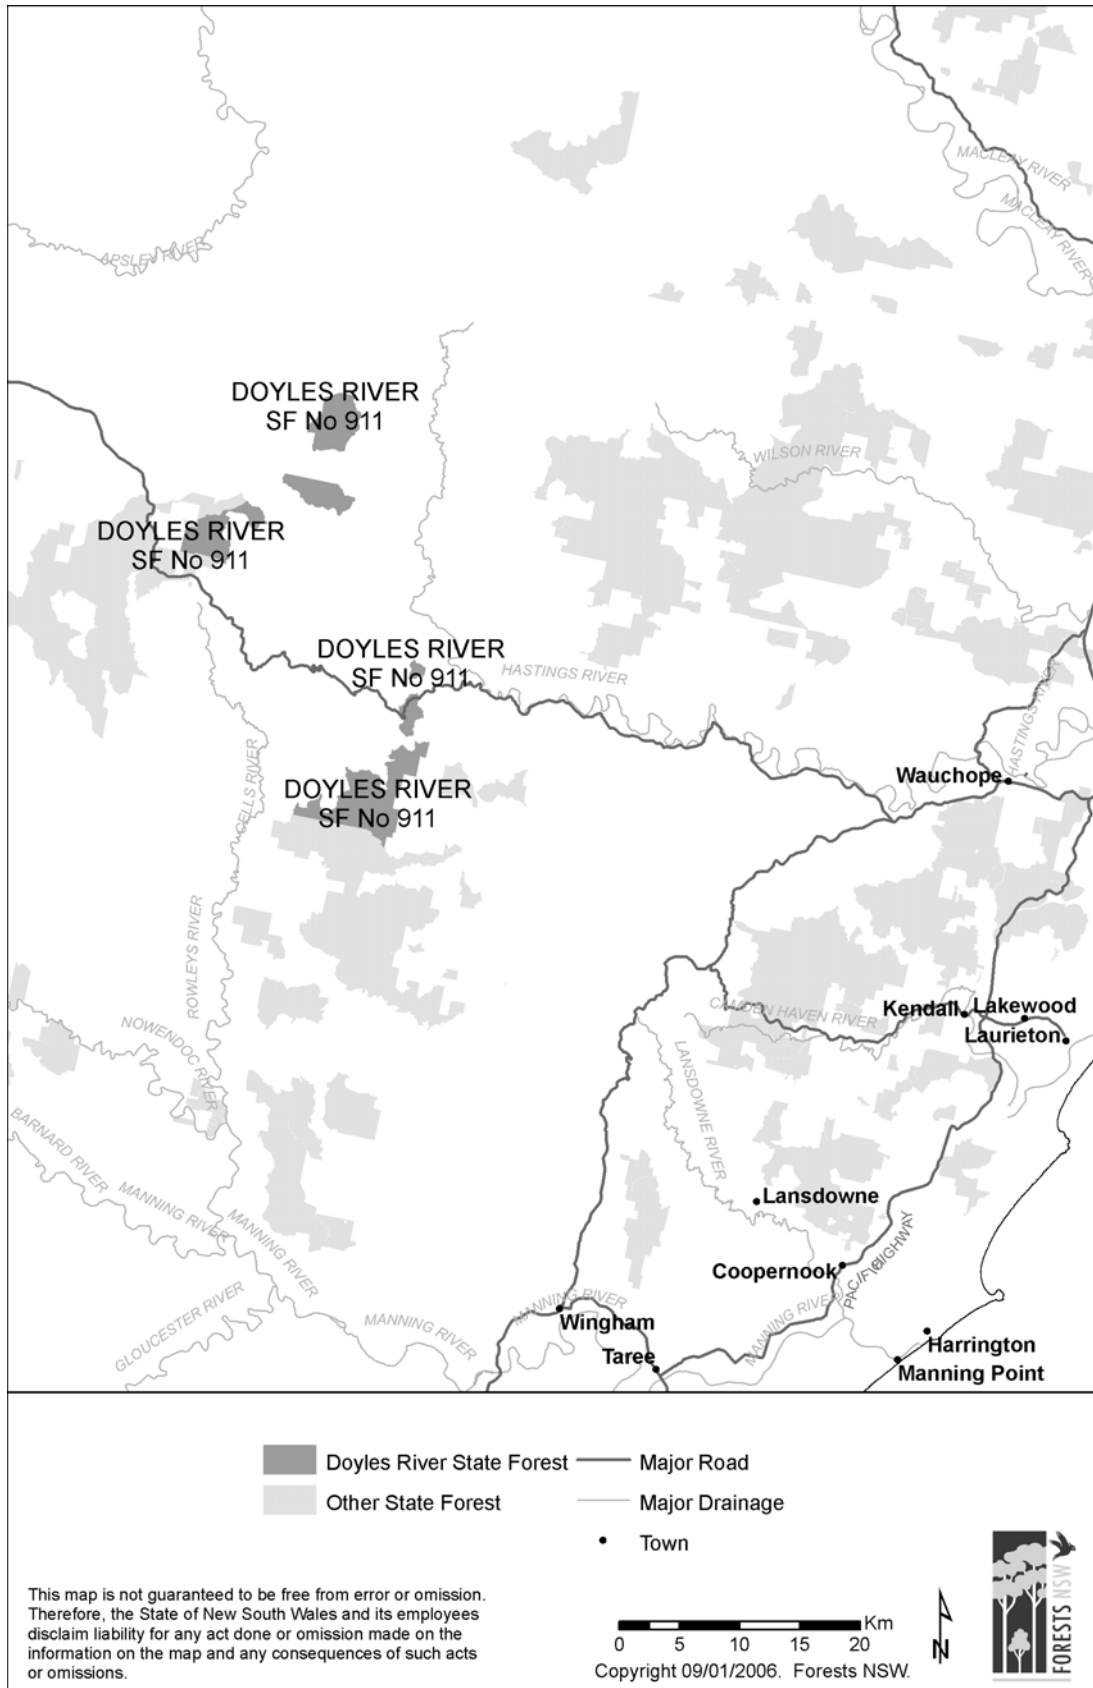 MACLEAY RIVER
MACLEAY RIVER
APSLEY RIVER
DOYLES RIVER
SF No 911
WILSON RIVER
DOYLES RIVER
SF No 911
DOYLES RIVER
SF No 911
HASTINGS RIVER
HASTINGS RIVER
Wauchope
CELLS RIVER
DOYLES RIVER
SF No 911
ROWLEYS RIVER
NOWENDOC RIVER
CAMDEN HAVEN RIVER
Kendall
Lakewood
Laurieton
LANSDOWNE RIVER
BARNARD RIVER
MANNING RIVER
MANNING RIVER
Lansdowne
PACIFIC HIGHWAY
Coopernook
GLOUCESTER RIVER
MANNING RIVER
MANNING RIVER
MANNING RIVER
Wingham
Taree
Harrington
Manning Point
Doyles River State Forest
Major Road
Other State Forest
Major Drainage
Town
This map is not guaranteed to be free from error or omission.
Therefore, the State of New South Wales and its employees
disclaim liability for any act done or omission made on the
information on the map and any consequences of such acts
or omissions.
Km
0 5 10 15 20
Copyright 09/01/2006. Forests NSW.
N
FORESTS NSW